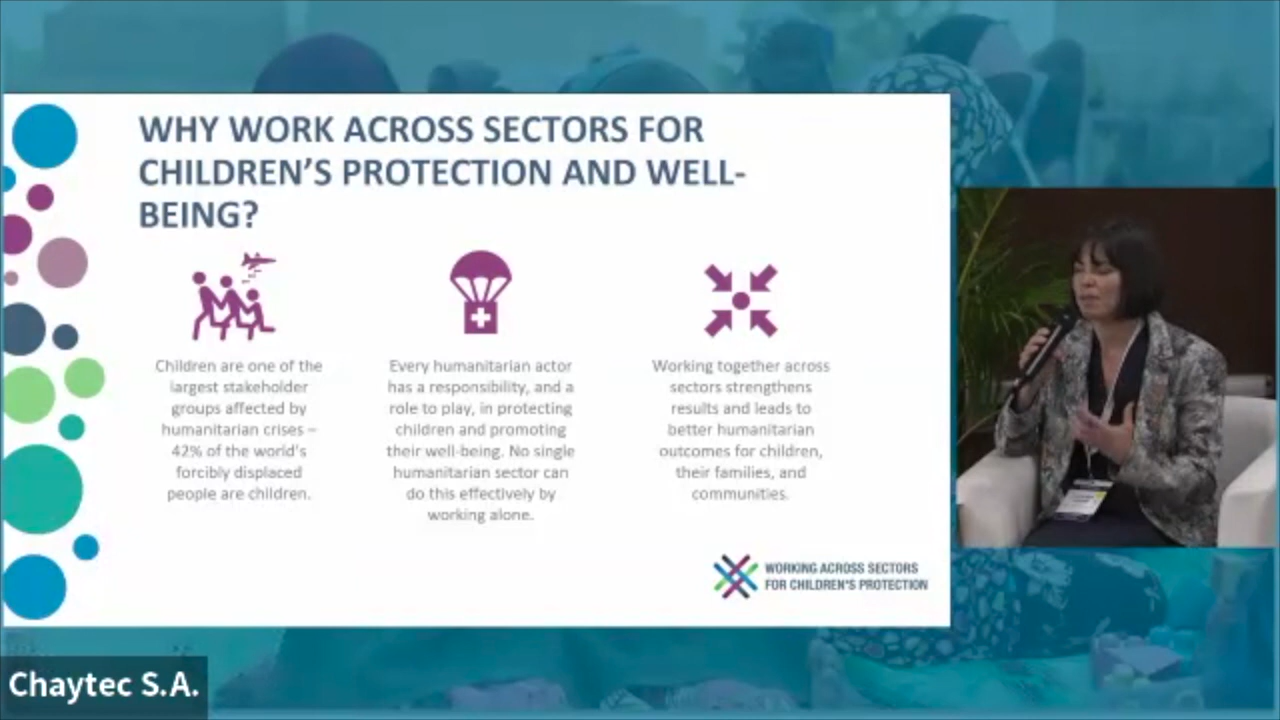 WHY WORK ACROSS SECTORS FOR
CHILDREN'S PROTECTION AND WELL-
BEING?
Children are one of the
largest stakeholder
groups affected by
humanitarian crises –
42% of the world's
forcibly displaced
people are children.
Every humanitarian actor
has a responsibility, and a
role to play, in protecting
children and promoting
their well-being. No single
humanitarian sector can
do this effectively by
working alone.
Working together across
sectors strengthens
results and leads to
better humanitarian
outcomes for children,
their families, and
communities.
WORKING ACROSS SECTORS
FOR CHILDREN'S PROTECTION
Chaytec S.A.